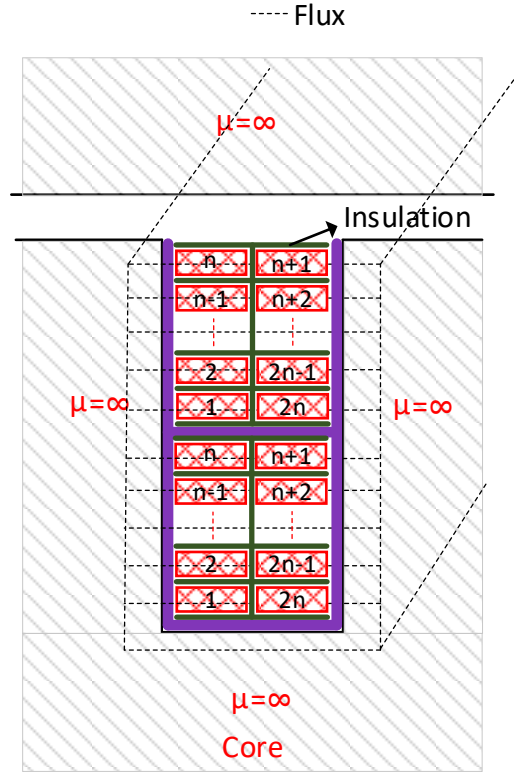 Flux
μ=∞
Insulation
n n+1
n-1 n+2
2 2n-1
μ=∞ 1 2n μ=∞
n n+1
n-1 n+2
2 2n-1
1 2n
μ=∞
Core